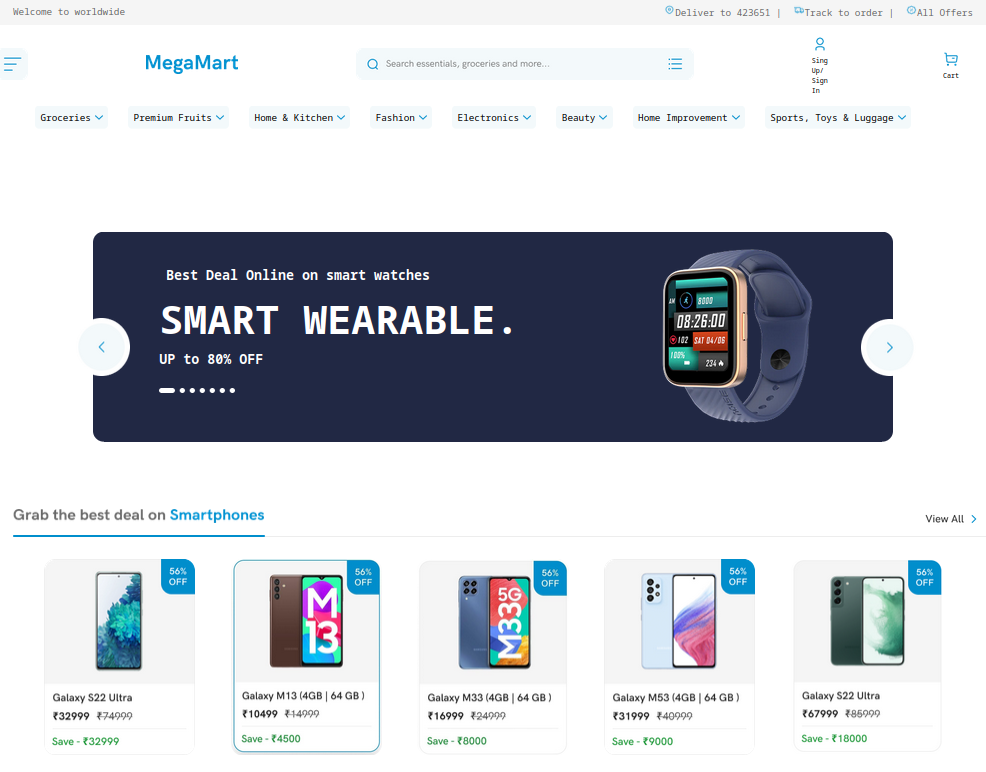 Welcome to worldwide
Deliver to 423651 | Track to order | All Offers
MegaMart
Search essentials, groceries and more...
Sing
Up/
Sign
In
Cart
Groceries
Premium Fruits
Home & Kitchen
Fashion
Electronics
Beauty
Home Improvement
Sports, Toys & Luggage
Best Deal Online on smart watches
SMART WEARABLE.
UP to 80% OFF
AM 8000
08:26:00
102 SAT 04/06
100% 234
Grab the best deal on Smartphones
View All
56%
OFF
M
13
Galaxy S22 Ultra
₹32999 ₹74999
Save - ₹32999
56%
OFF
Galaxy M13 (4GB | 64 GB )
₹10499 ₹14999
Save - ₹4500
56%
OFF
M33 5G
Galaxy M33 (4GB | 64 GB )
₹16999 ₹24999
Save - ₹8000
56%
OFF
Galaxy M53 (4GB | 64 GB )
₹31999 ₹40999
Save - ₹9000
56%
OFF
Galaxy S22 Ultra
₹67999 ₹85999
Save - ₹18000